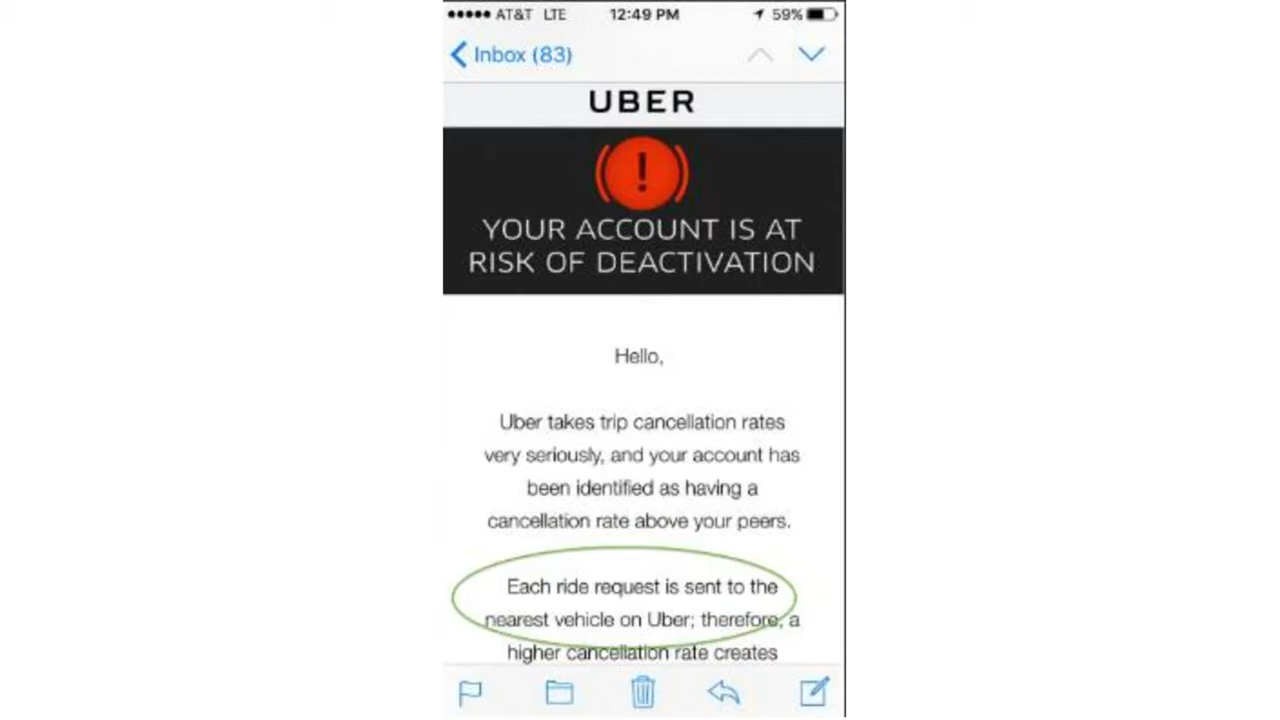 AT&T LTE 12:49 PM 59%
Inbox (83)
UBER
!
YOUR ACCOUNT IS AT
RISK OF DEACTIVATION
Hello,
Uber takes trip cancellation rates
very seriously, and your account has
been identified as having a
cancellation rate above your peers.
Each ride request is sent to the
nearest vehicle on Uber; therefore, a
higher cancellation rate creates